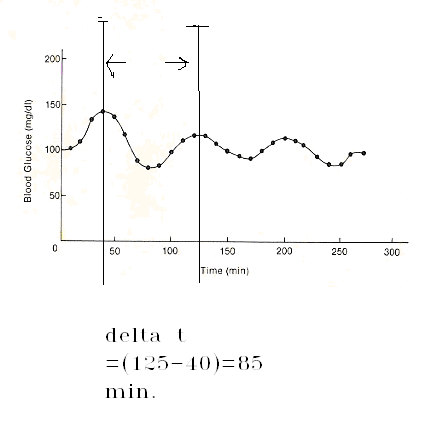 200
150
100
50
0
Blood Glucose (mg/dl)
50 100 150 200 250 300
Time (min)
delta t
=(125-40)=85
min.